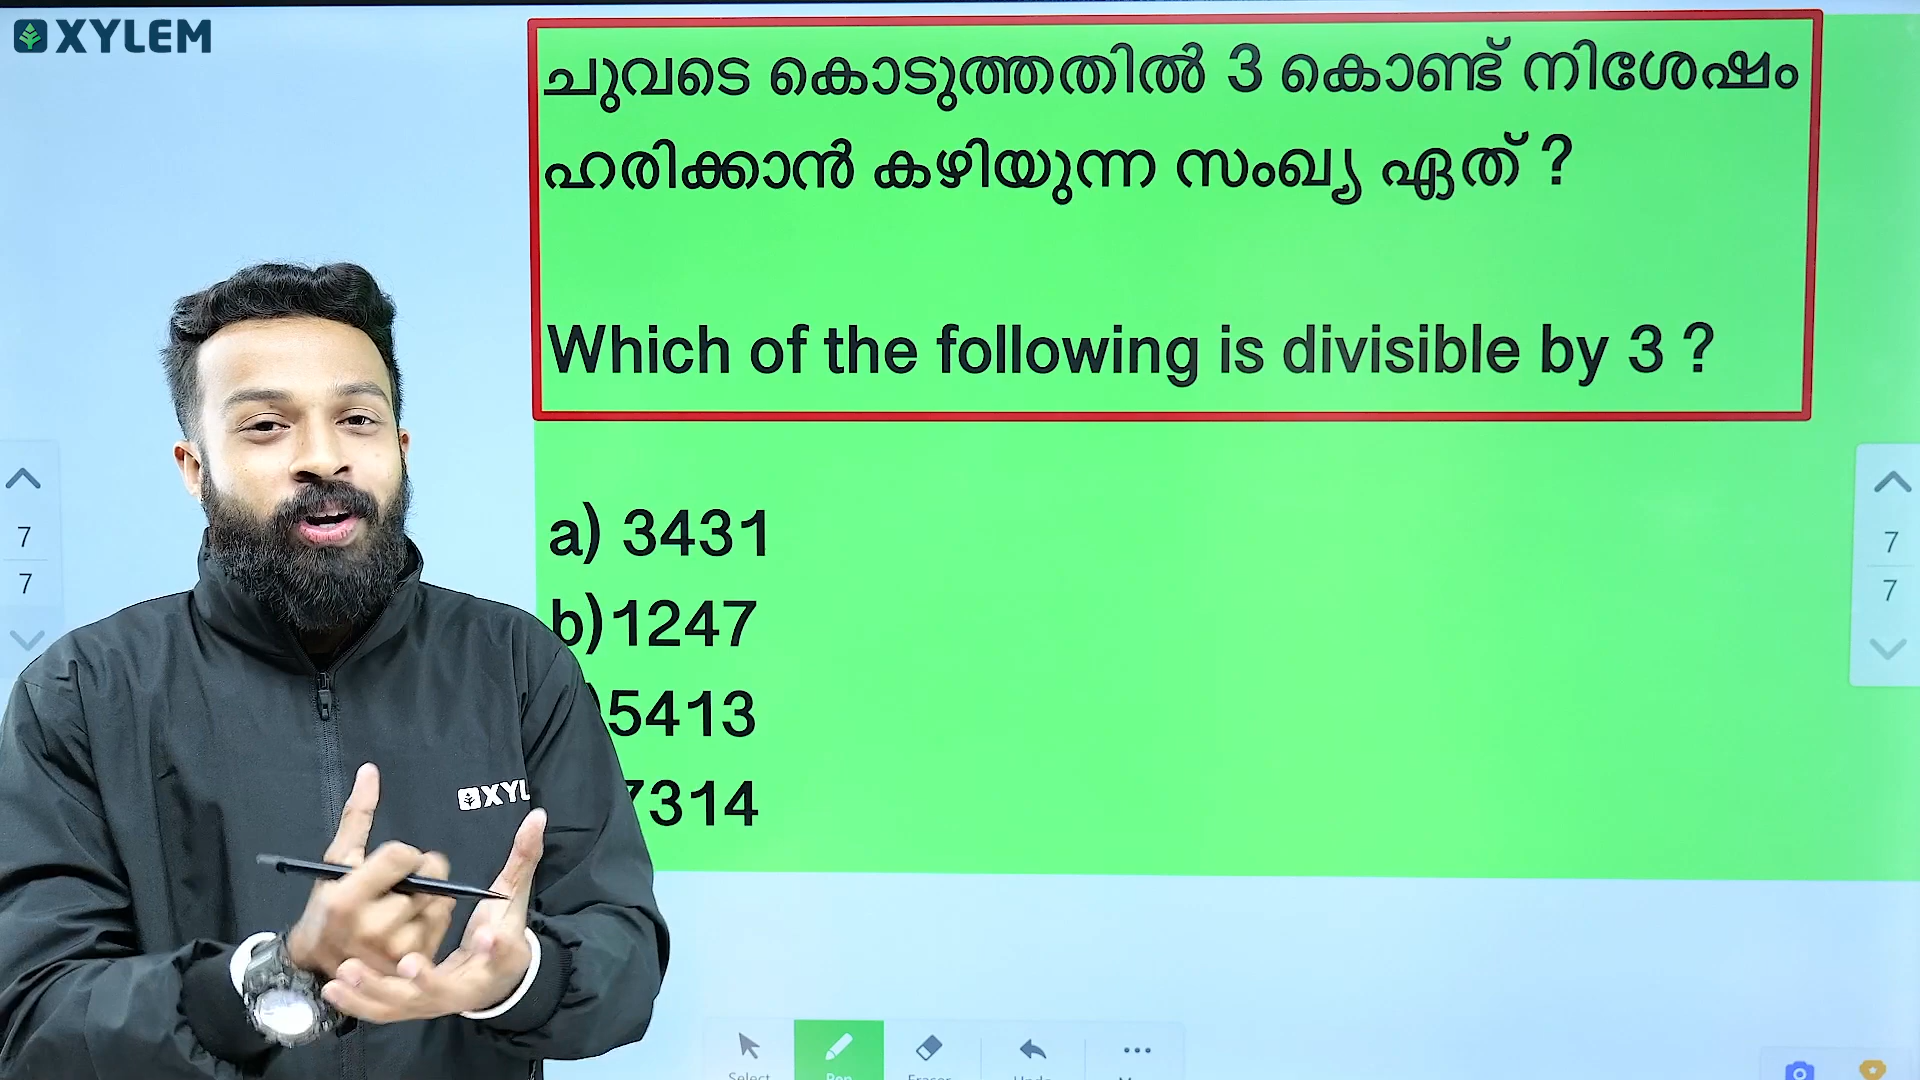 XYLEM
ചുവടെ കൊടുത്തതിൽ 3 കൊണ്ട് നിശേഷം
ഹരിക്കാൻ കഴിയുന്ന സംഖ്യ ഏത് ?
Which of the following is divisible by 3 ?
a) 3431
b)1247
)5413
7314
XYL
7
7
7
7
Select